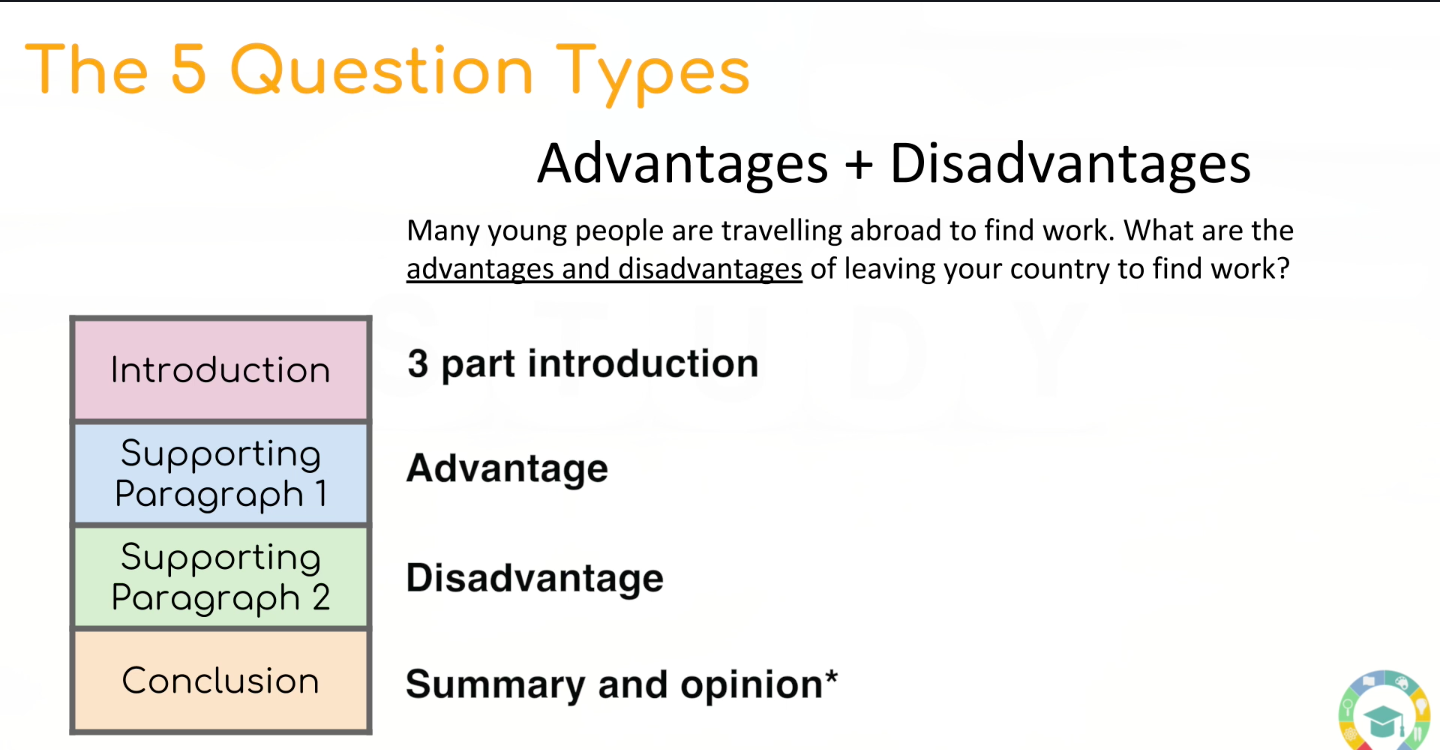 The 5 Question Types
Advantages + Disadvantages
Many young people are travelling abroad to find work. What are the
advantages and disadvantages of leaving your country to find work?
Introduction
3 part introduction
Supporting
Paragraph 1
Advantage
Supporting
Paragraph 2
Disadvantage
Conclusion
Summary and opinion*
STUDY